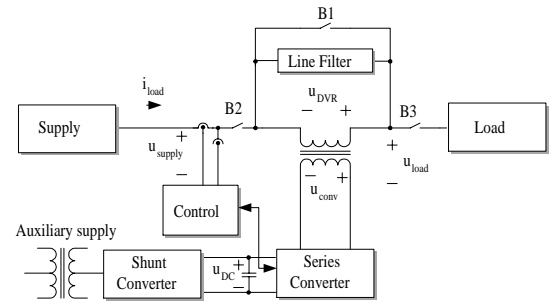 B1
Line Filter
i load
u DVR
B2
B3
− +
Supply
Load
+
u supply
−
+
u load
−
− +
u conv
Control
Auxiliary supply
Shunt
Converter
u DC
+
−
Series
Converter